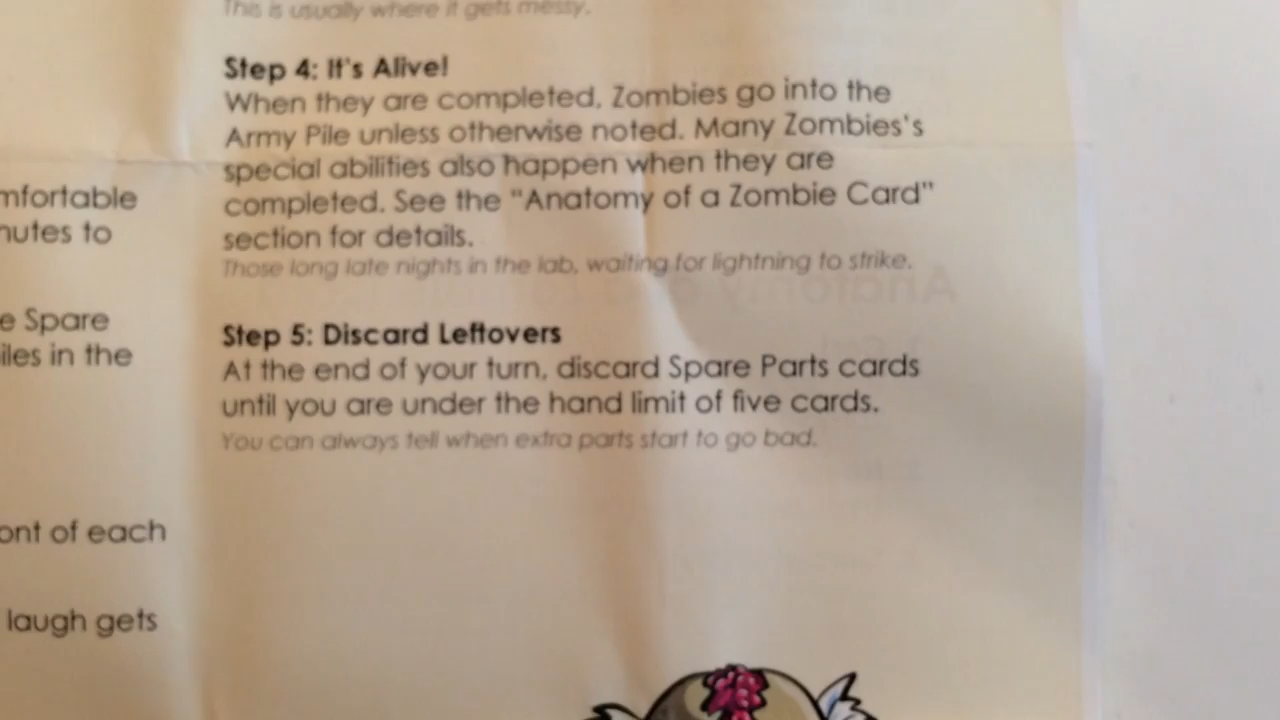 This is usually where it gets messy.
Step 4: It's Alive!
When they are completed, Zombies go into the
Army Pile unless otherwise noted. Many Zombies's
special abilities also happen when they are
completed. See the "Anatomy of a Zombie Card"
section for details.
Those long late nights in the lab, waiting for lightning to strike.
Step 5: Discard Leftovers
At the end of your turn, discard Spare Parts cards
until you are under the hand limit of five cards.
You can always tell when extra parts start to go bad.
mfortable
nutes to
e Spare
iles in the
ont of each
laugh gets